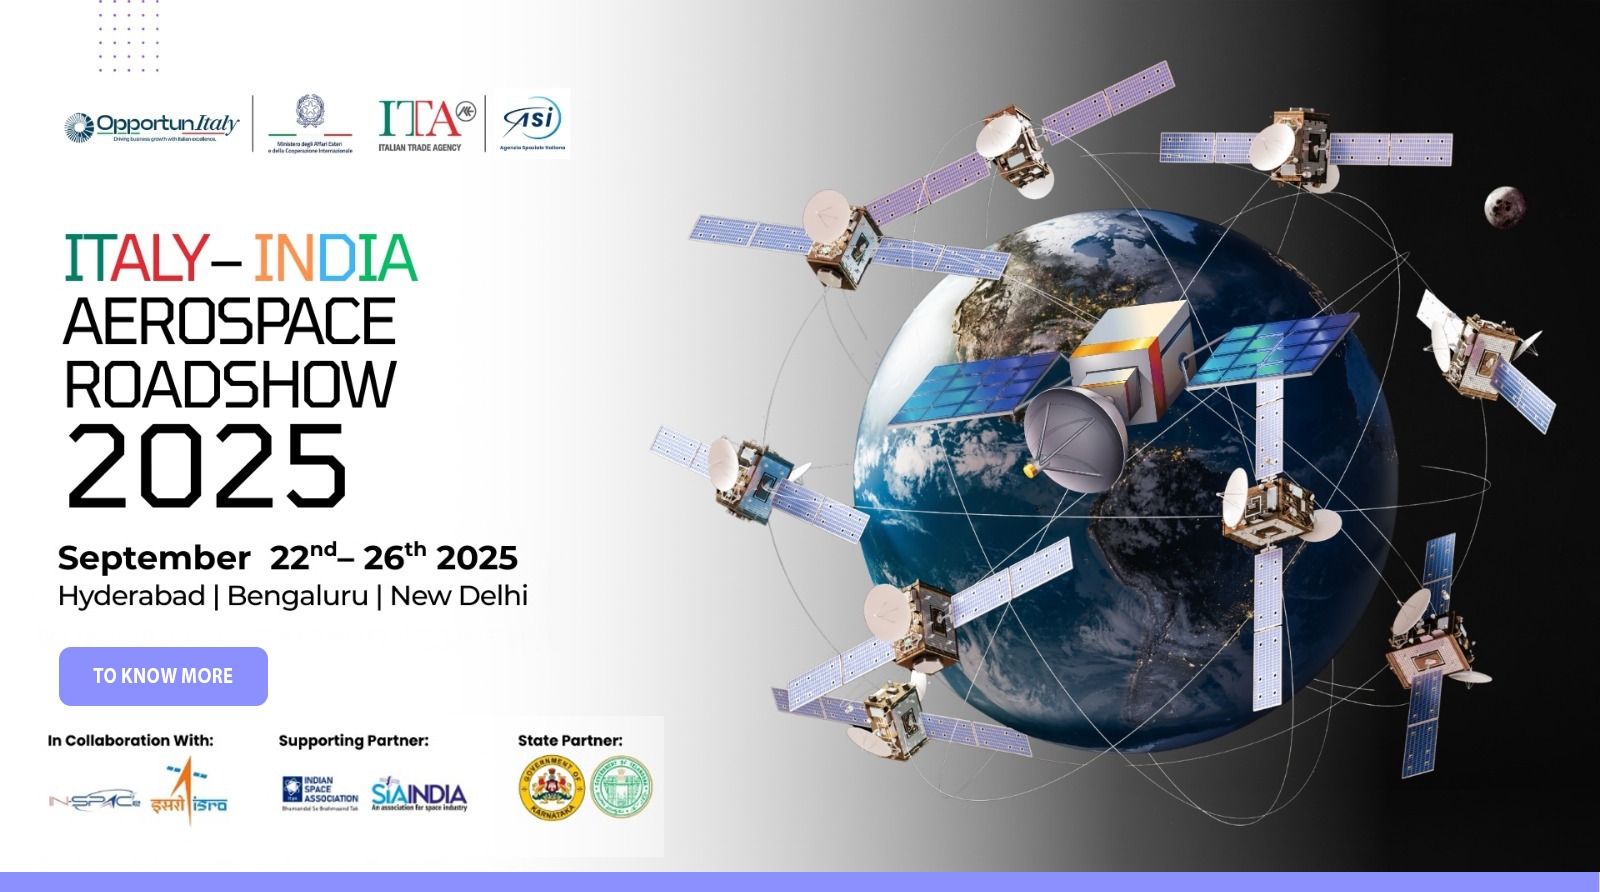 OpportunItaly
Driving business growth with Italian excellence.
Ministero degli Affari Esteri
e della Cooperazione Internazionale
ITA
ITALIAN TRADE AGENCY
ASI
Agenzia Spaziale Italiana
ITALY– INDIA
AEROSPACE
ROADSHOW
2025
September 22nd– 26th 2025
Hyderabad | Bengaluru | New Delhi
TO KNOW MORE
In Collaboration With:
IN-SPACe
इसरो isro
Supporting Partner:
INDIAN
SPACE
ASSOCIATION
SIAINDIA
An association for space industry
State Partner:
GOVERNMENT OF
KARNATAKA